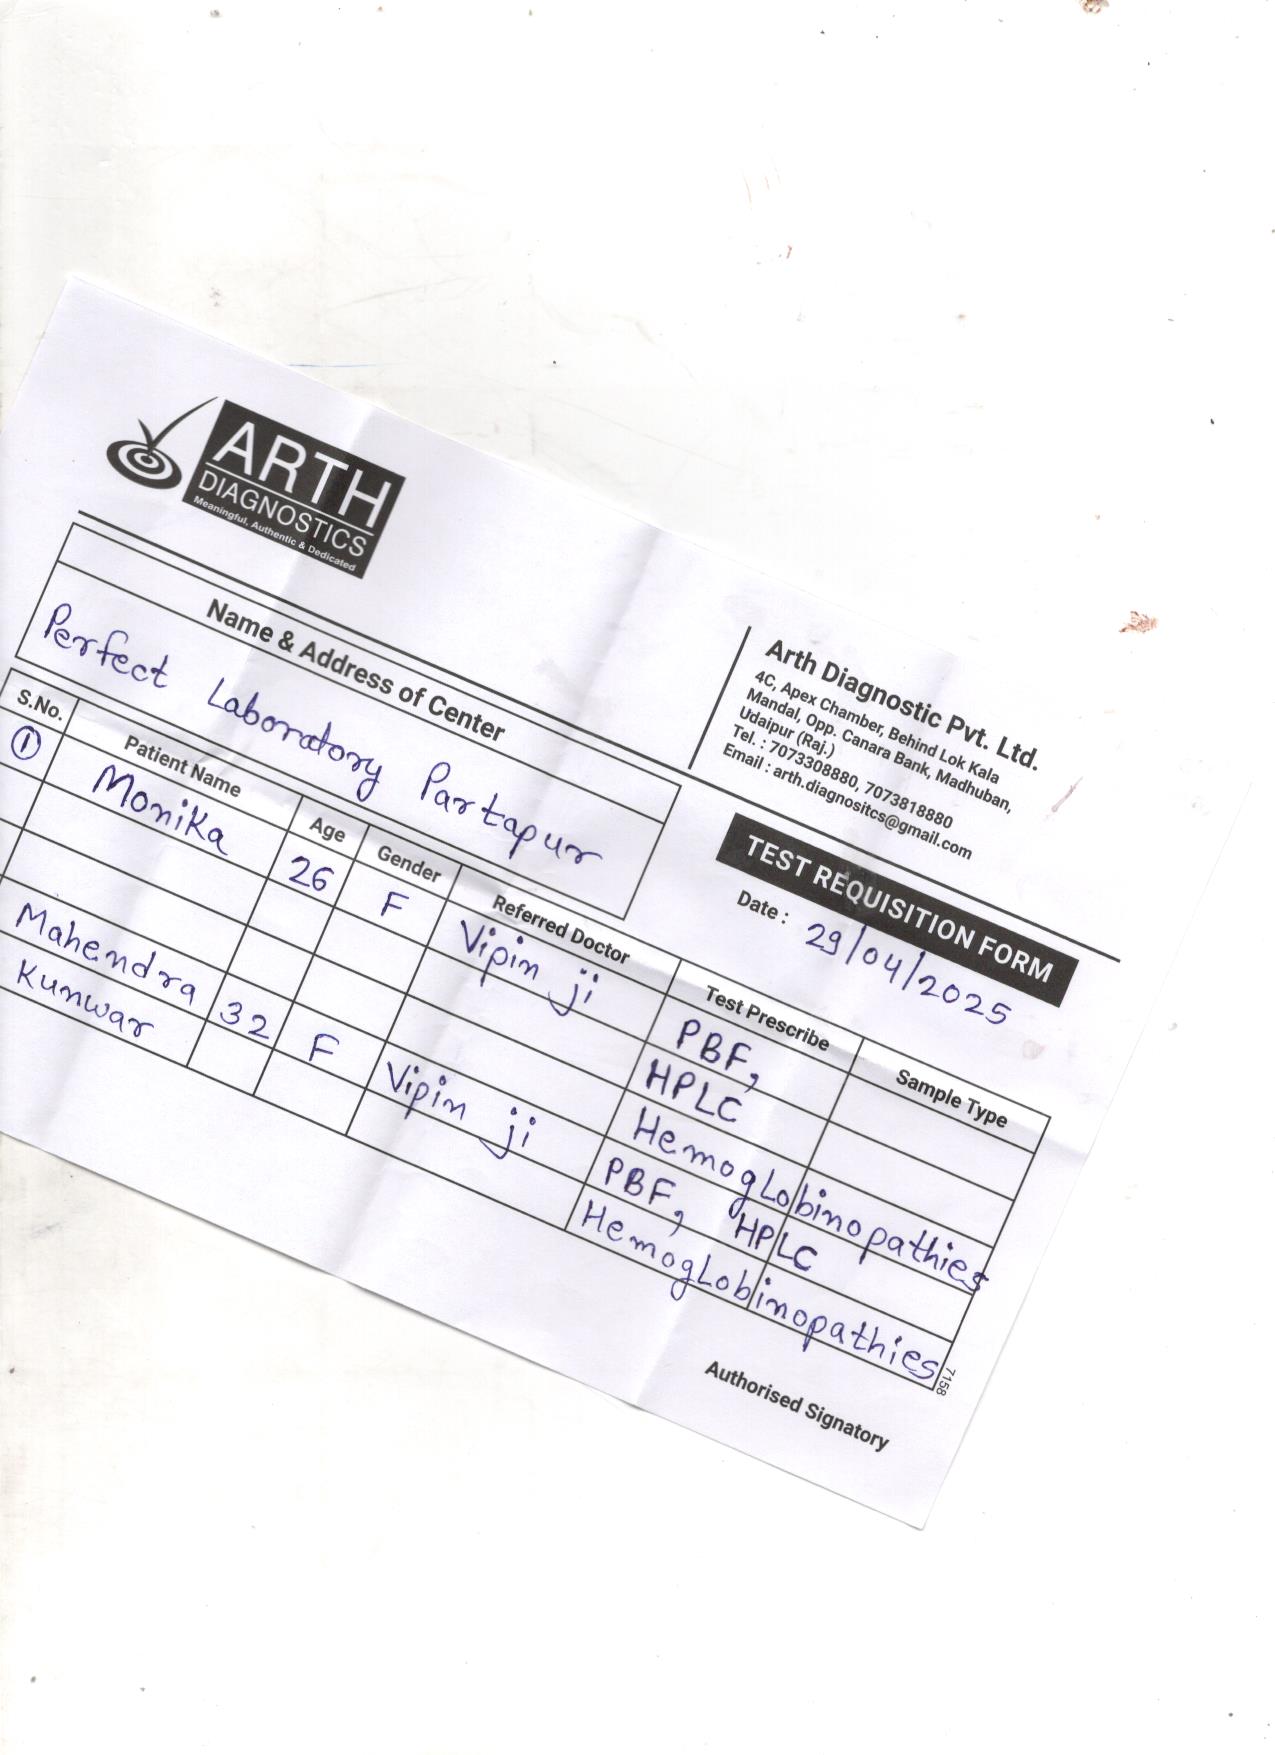 ARTH
DIAGNOSTICS
Meaningful, Authentic & Dedicated
Arth Diagnostic Pvt. Ltd.
4C, Apex Chamber, Behind Lok Kala
Mandal, Opp. Canara Bank, Madhuban,
Udaipur (Raj.)
Tel. : 7073308880, 7073818880
Email : arth.diagnositcs@gmail.com
Name & Address of Center
Perfect Laboratory Partapur
TEST REQUISITION FORM
Date : 29/04/2025
S.No. Patient Name Age Gender Referred Doctor Test Prescribe Sample Type
1 Monika 26 F Vipin ji PBF,
HPLC
Hemoglobinopathies
Mahendra 32 F Vipin ji PBF, HPLC
Kunwar Hemoglobinopathies
7158
Authorised Signatory